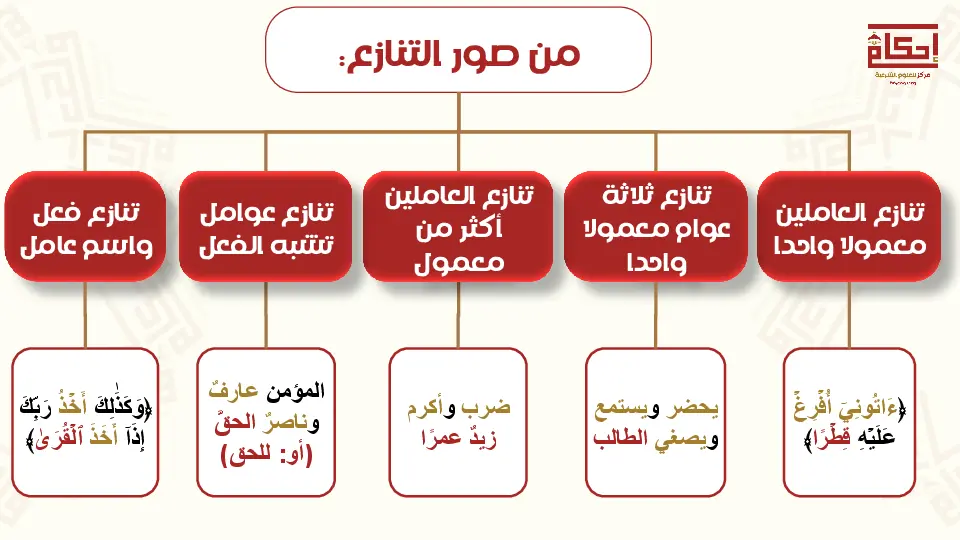 إحكام
مركز للعلوم الشرعية
من صور التنازع:
تنازع العاملين
معمولا واحدا
تنازع ثلاثة
عوام معمولا
واحدا
تنازع العاملين
أكثر من
معمول
تنازع عوامل
تشبه الفعل
تنازع فعل
واسم عامل
﴿ءَاتُونِيٓ أُفۡرِغۡ
عَلَيۡهِ قِطۡرٗا﴾
يحضر ويستمع
ويصغي الطالب
ضرب وأكرم
زيدٌ عمرًا
المؤمن عارفٌ
وناصرٌ الحقَّ
(أو: للحق)
﴿وَكَذَٰلِكَ أَخۡذُ رَبِّكَ
إِذَآ أَخَذَ ٱلۡقُرَىٰ﴾